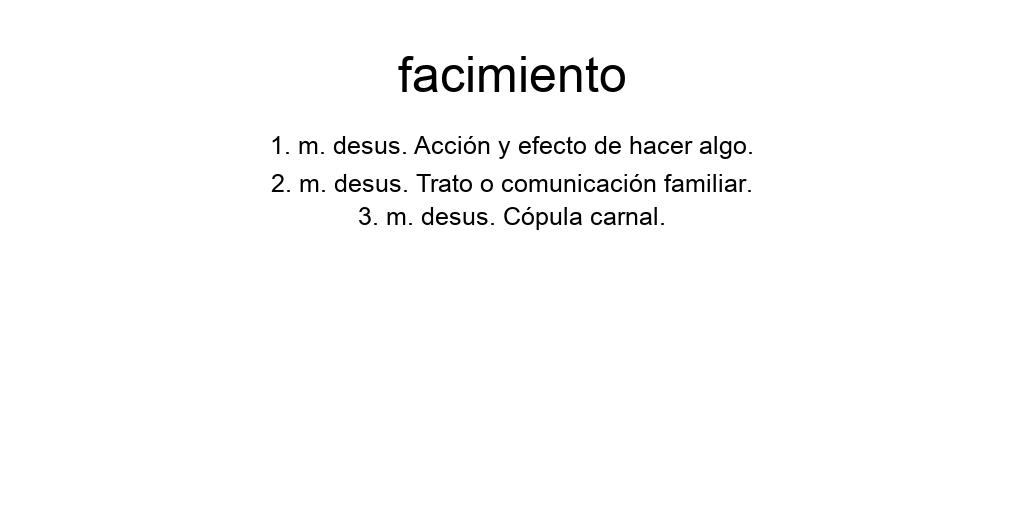 facimiento
1. m. desus. Acción y efecto de hacer algo.
2. m. desus. Trato o comunicación familiar.
3. m. desus. Cópula carnal.